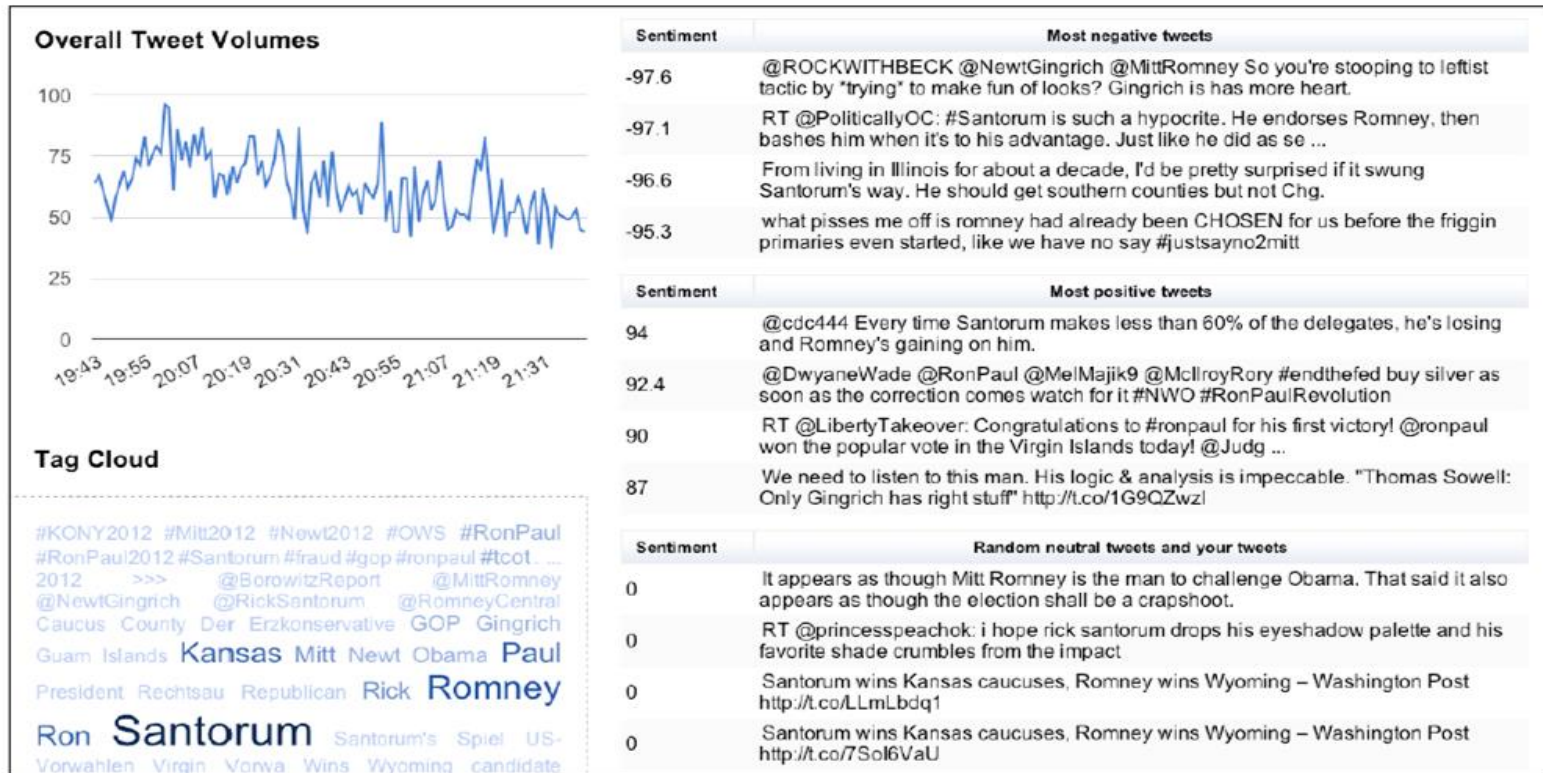 Overall Tweet Volumes
100
75
50
25
0
19:43 19:55 20:07 20:19 20:31 20:43 20:55 21:07 21:19 21:31
Tag Cloud
#KONY2012 #Mitt2012 #Newt2012 #OWS #RonPaul
#RonPaul2012 #Santorum #fraud #gop #ronpaul #tcot. ...
2012 >>> @BorowitzReport @MittRomney
@NewtGingrich @RickSantorum @RomneyCentral
Caucus County Der Erzkonservative GOP Gingrich
Guam Islands Kansas Mitt Newt Obama Paul
President Rechtsau Republican Rick Romney
Ron Santorum Santorum's Spiel US-
Vorwahlen Virgin Vorwa Wins Wyoming candidate
Sentiment Most negative tweets
-97.6 @ROCKWITHBECK @NewtGingrich @MittRomney So you're stooping to leftist
tactic by *trying* to make fun of looks? Gingrich is has more heart.
-97.1 RT @PoliticallyOC: #Santorum is such a hypocrite. He endorses Romney, then
bashes him when it's to his advantage. Just like he did as se ...
-96.6 From living in Illinois for about a decade, I'd be pretty surprised if it swung
Santorum's way. He should get southern counties but not Chg.
-95.3 what pisses me off is romney had already been CHOSEN for us before the friggin
primaries even started, like we have no say #justsayno2mitt
Sentiment Most positive tweets
94 @cdc444 Every time Santorum makes less than 60% of the delegates, he's losing
and Romney's gaining on him.
92.4 @DwyaneWade @RonPaul @MelMajik9 @McIlroyRory #endthefed buy silver as
soon as the correction comes watch for it #NWO #RonPaulRevolution
90 RT @LibertyTakeover: Congratulations to #ronpaul for his first victory! @ronpaul
won the popular vote in the Virgin Islands today! @Judg ...
87 We need to listen to this man. His logic & analysis is impeccable. "Thomas Sowell:
Only Gingrich has right stuff" http://t.co/1G9QZwzl
Sentiment Random neutral tweets and your tweets
0 It appears as though Mitt Romney is the man to challenge Obama. That said it also
appears as though the election shall be a crapshoot.
0 RT @princesspeachok: i hope rick santorum drops his eyeshadow palette and his
favorite shade crumbles from the impact
0 Santorum wins Kansas caucuses, Romney wins Wyoming – Washington Post
http://t.co/LLmLbdq1
0 Santorum wins Kansas caucuses, Romney wins Wyoming – Washington Post
http://t.co/7SoI6VaU